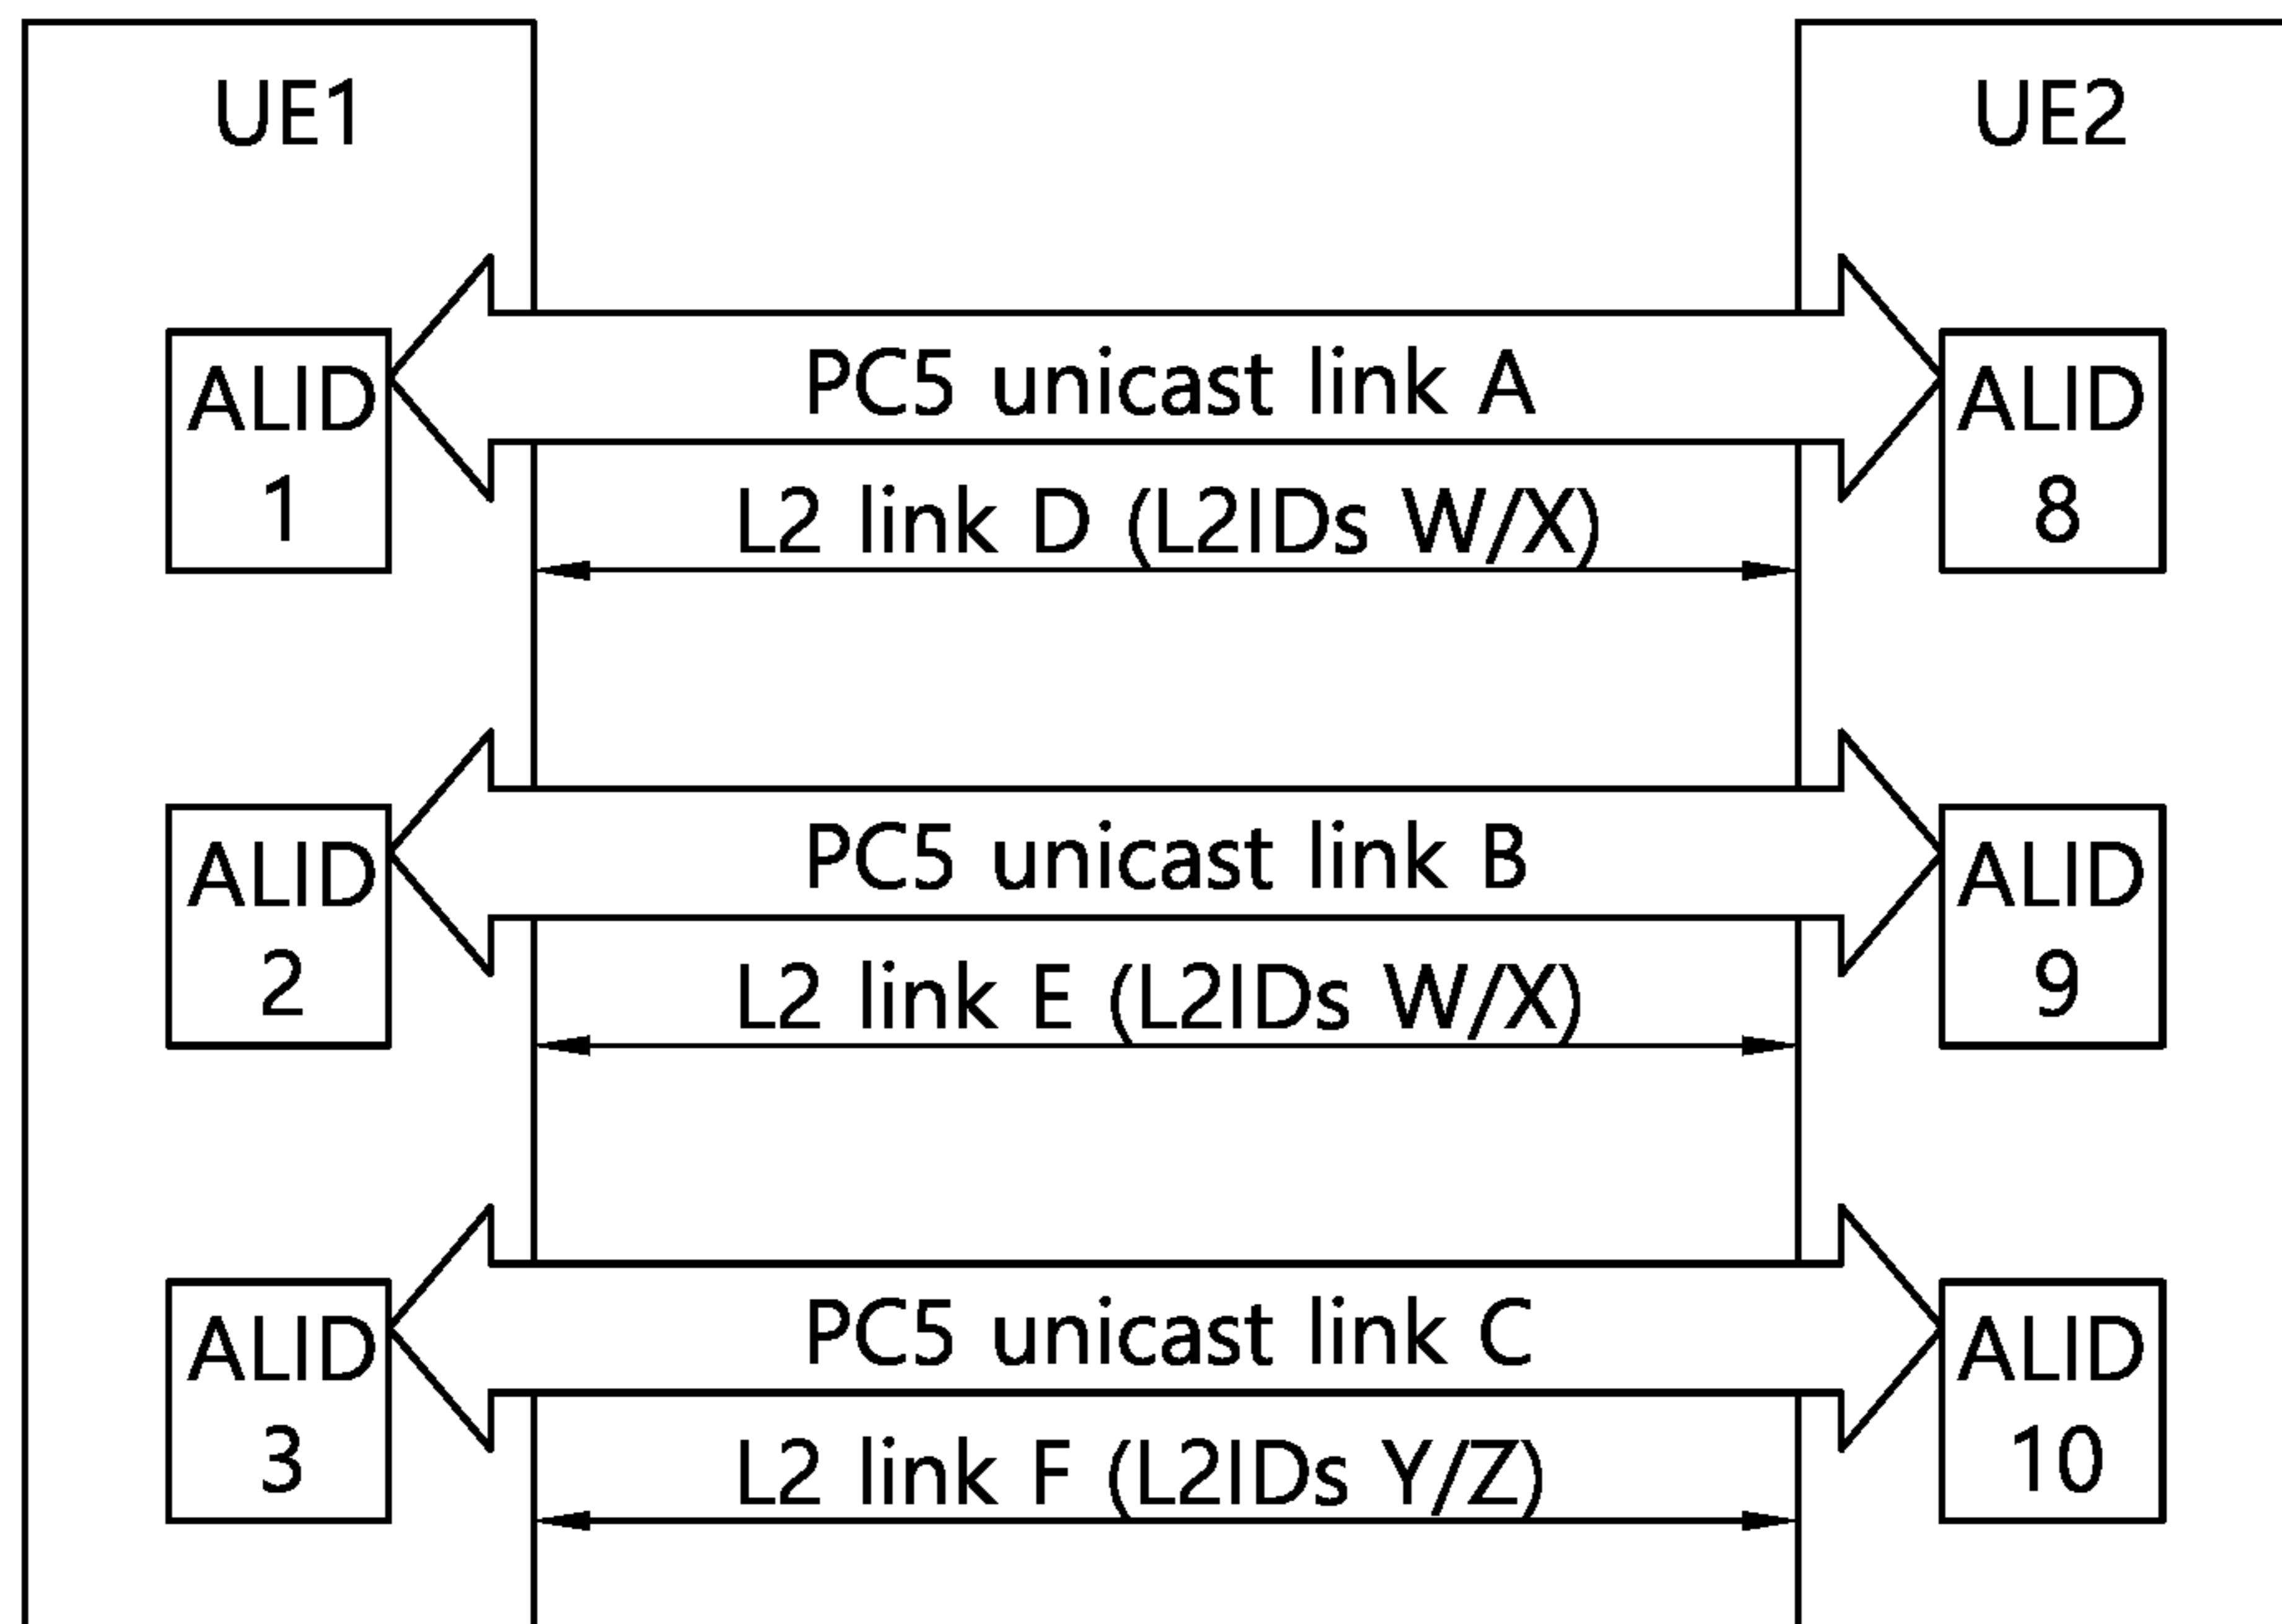 UE1
UE2
PC5 unicast link A
ALID
1
ALID
8
L2 link D (L2IDs W/X)
PC5 unicast link B
ALID
2
ALID
9
L2 link E (L2IDs W/X)
PC5 unicast link C
ALID
3
ALID
10
L2 link F (L2IDs Y/Z)